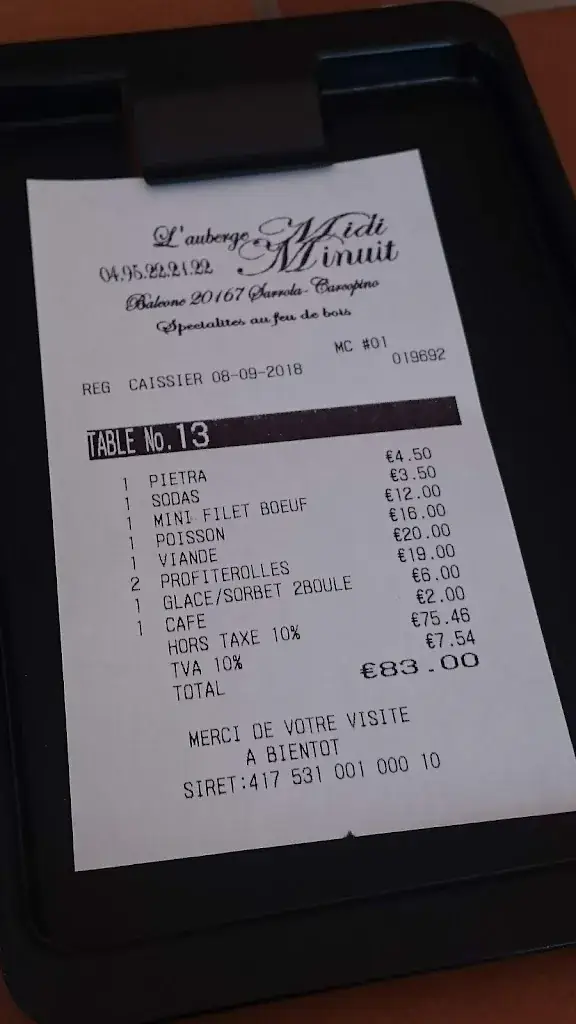 L'auberge Midi Minuit
04.95.22.21.22
Baleone 20167 Sarrola-Carcopino
Specialites au feu de bois
MC #01
REG CAISSIER 08-09-2018 019692
TABLE No.13
1 PIETRA €4.50
1 SODAS €3.50
1 MINI FILET BOEUF €12.00
1 POISSON €16.00
1 VIANDE €20.00
2 PROFITEROLLES €19.00
1 GLACE/SORBET 2BOULE €6.00
1 CAFE €2.00
HORS TAXE 10% €75.46
TVA 10% €7.54
TOTAL €83.00
MERCI DE VOTRE VISITE
A BIENTOT
SIRET:417 531 001 000 10